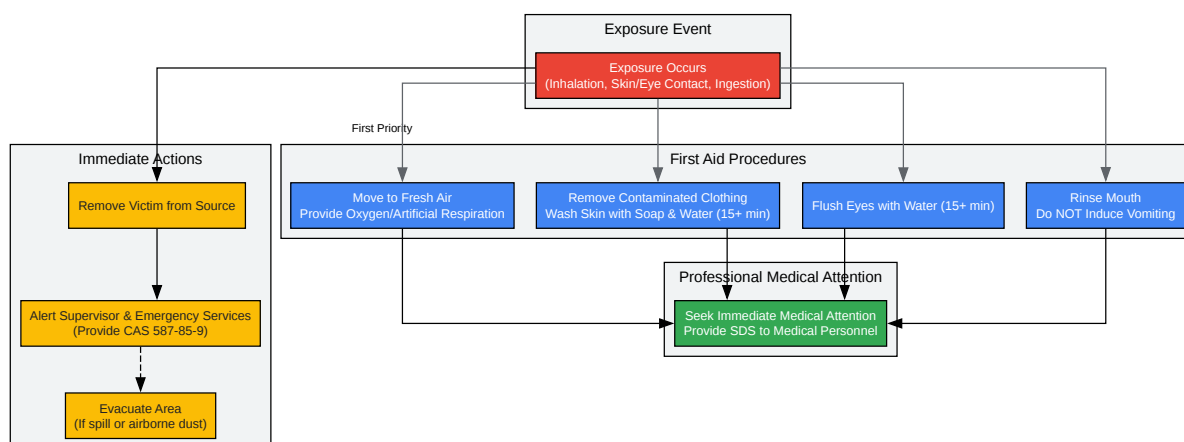 Exposure Event
Exposure Occurs
(Inhalation, Skin/Eye Contact, Ingestion)
First Priority
Immediate Actions
Remove Victim from Source
Alert Supervisor & Emergency Services
(Provide CAS 587-85-9)
Evacuate Area
(If spill or airborne dust)
First Aid Procedures
Move to Fresh Air
Provide Oxygen/Artificial Respiration
Remove Contaminated Clothing
Wash Skin with Soap & Water (15+ min)
Flush Eyes with Water (15+ min)
Rinse Mouth
Do NOT Induce Vomiting
Professional Medical Attention
Seek Immediate Medical Attention
Provide SDS to Medical Personnel